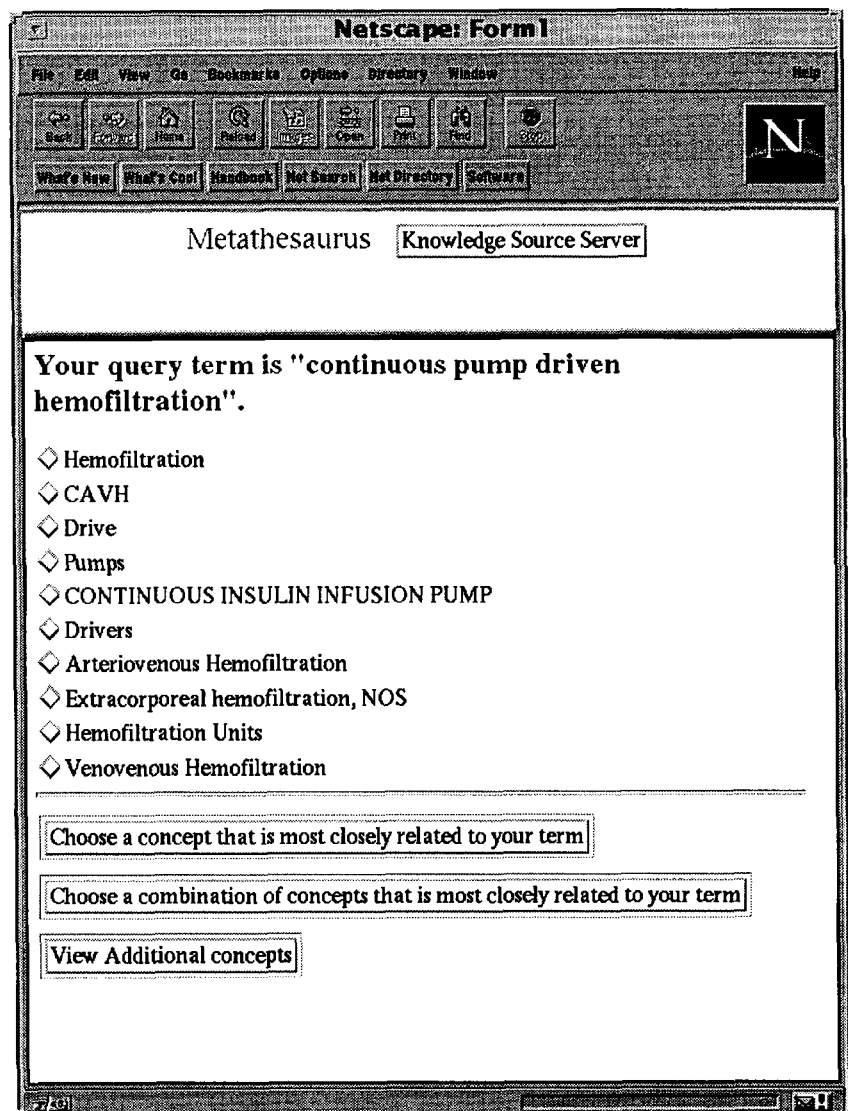 Netscape: Form1
File Edit View Go Bookmarks Options Directory Window Help
Back Forward Home Reload Images Open Print Find Stop
N
What's New What's Cool Handbook Net Search Net Directory Software
Metathesaurus Knowledge Source Server
Your query term is "continuous pump driven
hemofiltration".
Hemofiltration
CAVH
Drive
Pumps
CONTINUOUS INSULIN INFUSION PUMP
Drivers
Arteriovenous Hemofiltration
Extracorporeal hemofiltration, NOS
Hemofiltration Units
Venovenous Hemofiltration
Choose a concept that is most closely related to your term
Choose a combination of concepts that is most closely related to your term
View Additional concepts